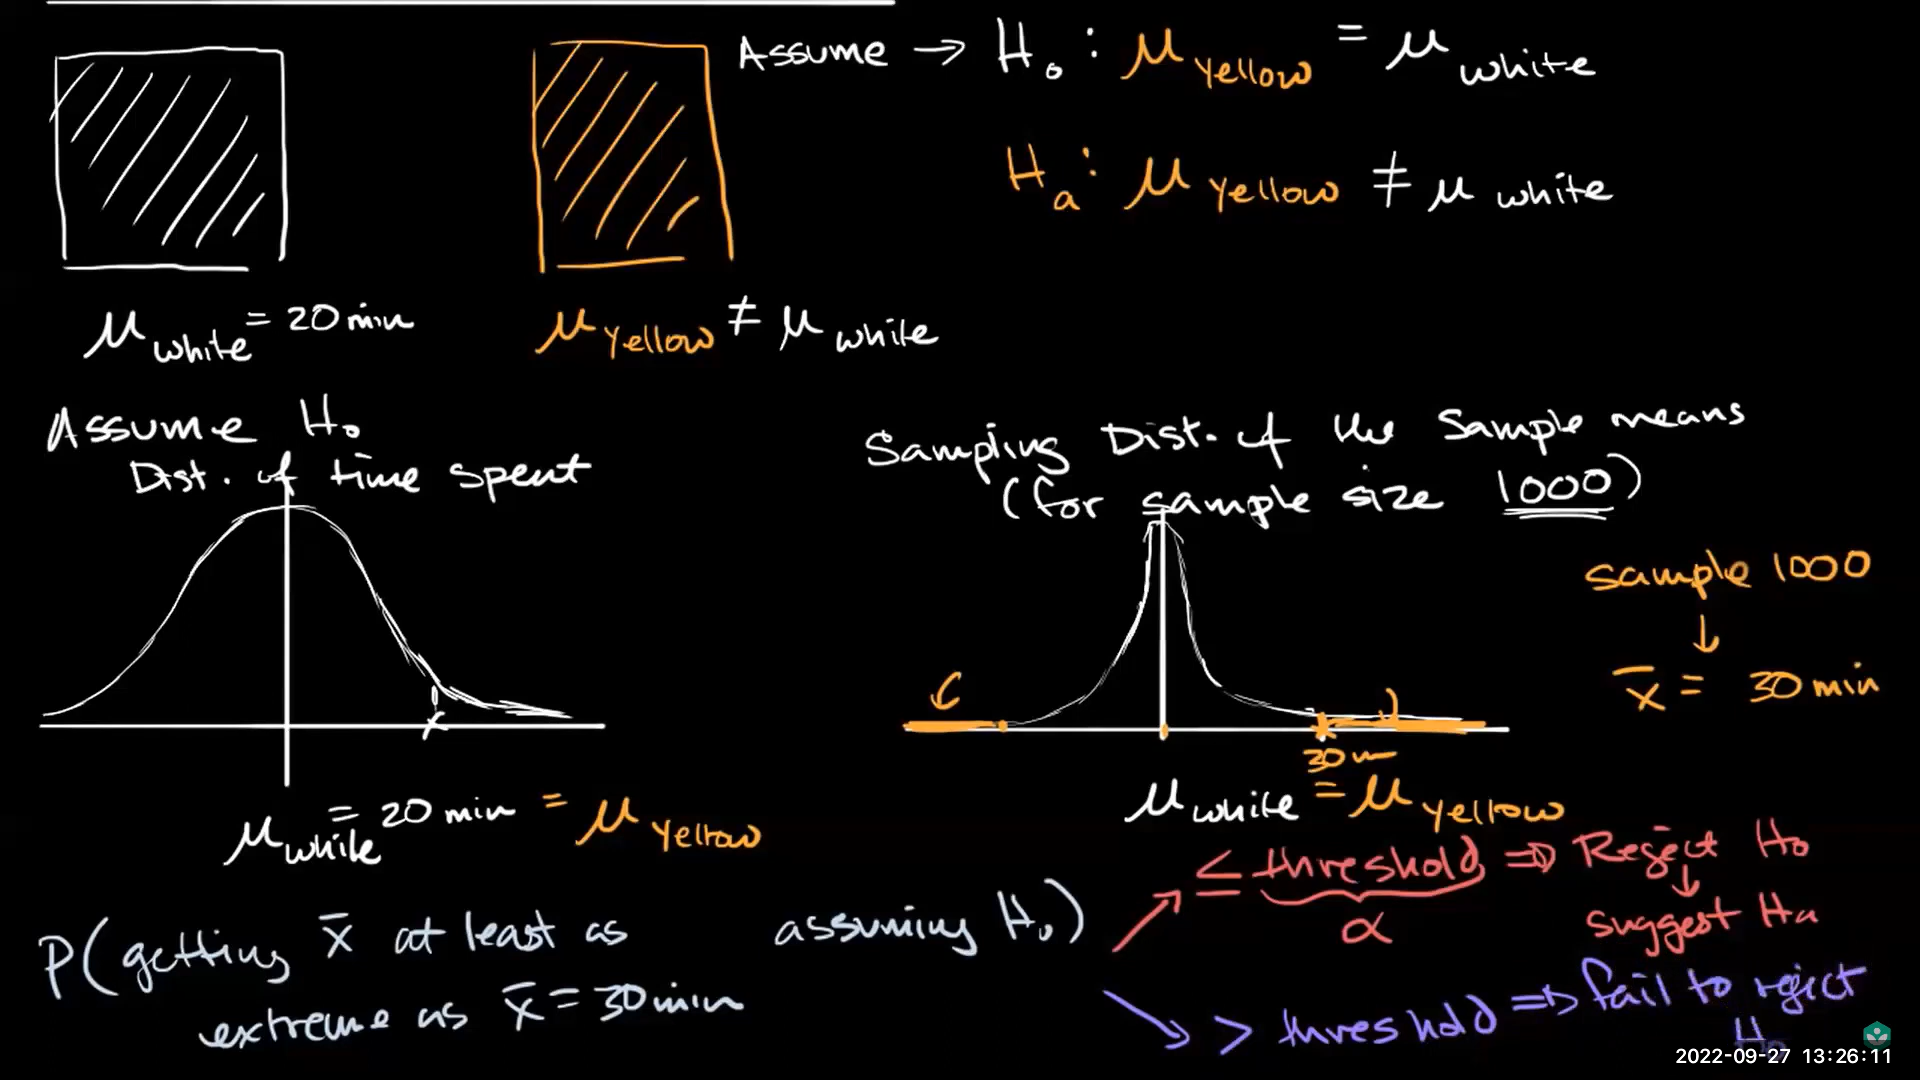 Assume → H₀ : μ yellow = μ white
Hₐ : μ yellow ≠ μ white
μ white = 20 min
μ yellow ≠ μ white
Assume H₀
Dist. of time spent
x
μ white = 20 min = μ yellow
Sampling Dist. of the sample means
(for sample size 1000)
sample 1000
↓
x̄ = 30 min
30 m
μ white = μ yellow
P(getting x̄ at least as
extreme as x̄ = 30 min
assuming H₀)
≤ threshold ⇒ Reject H₀
α
↓
suggest Ha
> threshold ⇒ fail to reject
H₀
2022-09-27 13:26:11